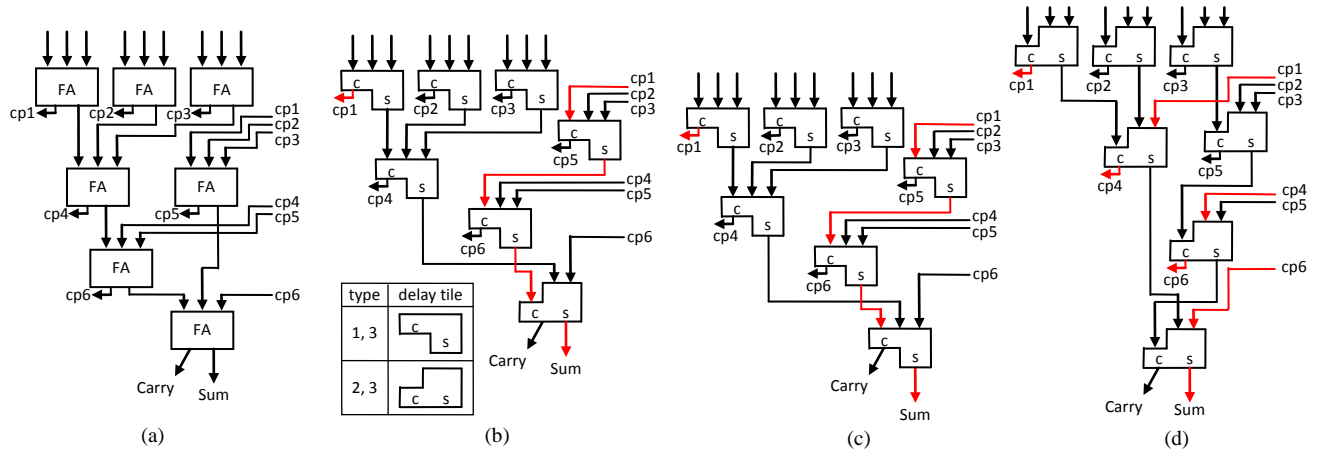 FA FA FA
cp1 cp2 cp3
cp1
cp2
cp3
FA FA
cp4 cp5
cp4
cp5
FA
cp6 cp6
FA
Carry Sum
(a)
c s c s c s
cp1 cp2 cp3
cp1
cp2
cp3
c s
cp5
c s
cp4
cp4
cp5
c s
cp6
cp6
c s
Carry Sum
type delay tile
1, 3 c s
2, 3 c s
(b)
c s c s c s
cp1 cp2 cp3
cp1
cp2
cp3
c s
cp5
c s
cp4
cp4
cp5
c s
cp6
cp6
c s
Carry
Sum
(c)
c s c s c s
cp1 cp2 cp3
cp1
cp2
cp3
c s
cp4
c s
cp5
cp4
cp5
c s
cp6
cp6
c s
Carry Sum
(d)